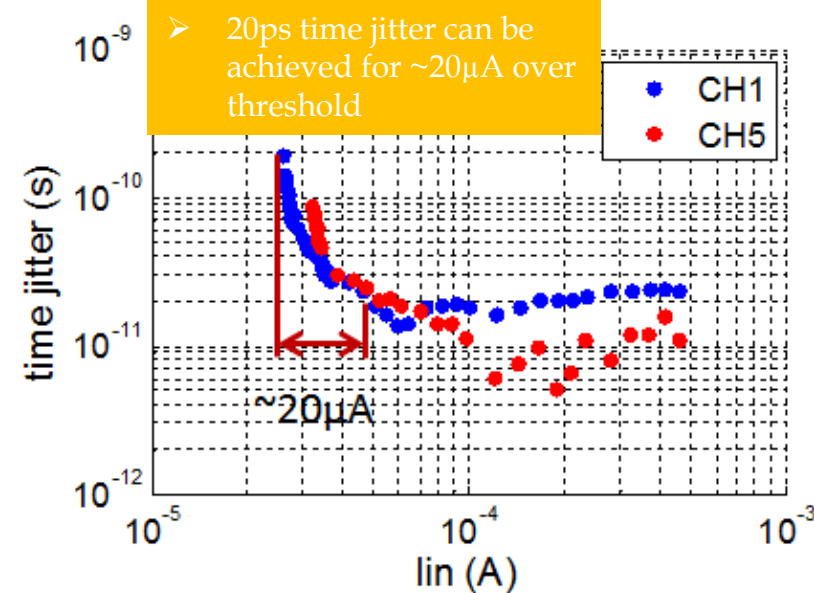 ➢ 20ps time jitter can be
achieved for ~20µA over
threshold
10⁻⁹
10⁻¹⁰
10⁻¹¹
10⁻¹²
time jitter (s)
CH1
CH5
~20µA
10⁻⁵
10⁻⁴
10⁻³
Iin (A)